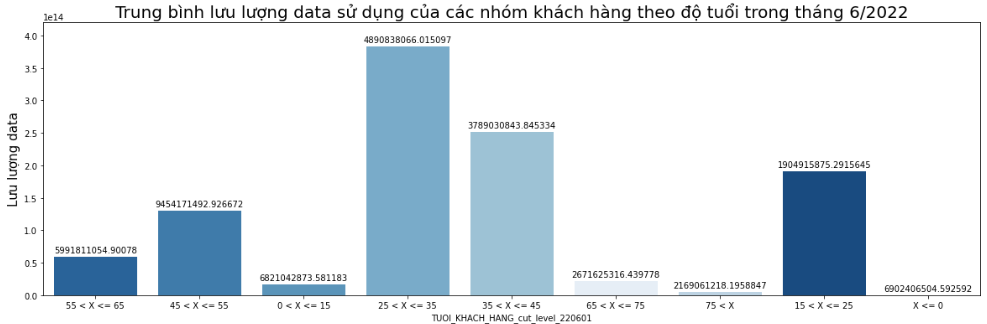 Trung bình lưu lượng data sử dụng của các nhóm khách hàng theo độ tuổi trong tháng 6/2022
1e14
4.0
3.5
3.0
2.5
2.0
1.5
1.0
0.5
0.0
Lưu lượng data
5991811054.90078
9454171492.926672
6821042873.581183
4890838066.015097
3789030843.845334
2671625316.439778
2169061218.1958847
1904915875.2915645
6902406504.592592
55 < X <= 65
45 < X <= 55
0 < X <= 15
25 < X <= 35
35 < X <= 45
65 < X <= 75
75 < X
15 < X <= 25
X <= 0
TUOI_KHACH_HANG_cut_level_220601